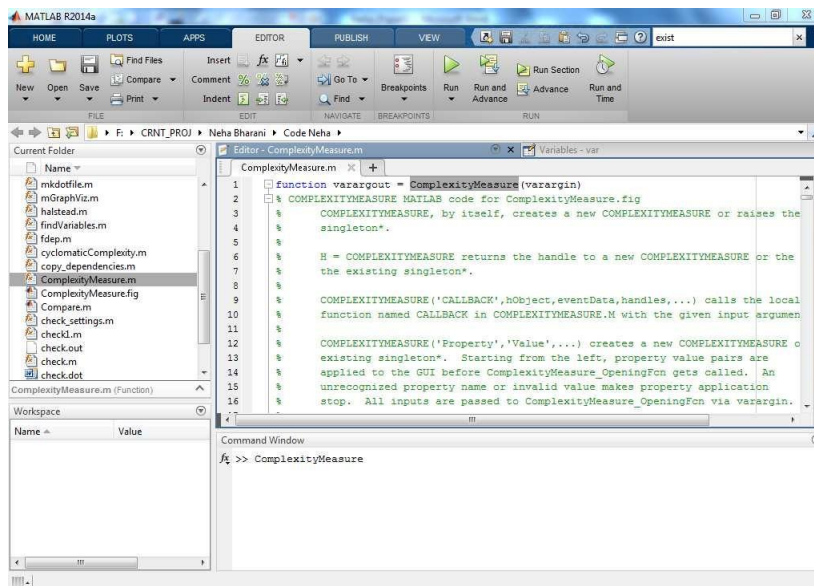 MATLAB R2014a
HOME PLOTS APPS EDITOR PUBLISH VIEW exist
New Open Save Find Files Compare Print
Insert fx Comment Indent
Go To Find
Breakpoints Run Run and Advance Run Section Advance Run and Time
FILE EDIT NAVIGATE BREAKPOINTS RUN
F: CRNT_PROJ Neha Bharani Code Neha
Current Folder
Name
mkdotfile.m
mGraphViz.m
halstead.m
findVariables.m
fdep.m
cyclomaticComplexity.m
copy_dependencies.m
ComplexityMeasure.m
ComplexityMeasure.fig
Compare.m
check_settings.m
check1.m
check.out
check.m
check.dot
ComplexityMeasure.m (Function)
Workspace
Name Value
Editor - ComplexityMeasure.m Variables - var
ComplexityMeasure.m +
1 function varargout = ComplexityMeasure(varargin)
2 % COMPLEXITYMEASURE MATLAB code for ComplexityMeasure.fig
3 % COMPLEXITYMEASURE, by itself, creates a new COMPLEXITYMEASURE or raises the
4 % singleton*.
5 %
6 % H = COMPLEXITYMEASURE returns the handle to a new COMPLEXITYMEASURE or the
7 % the existing singleton*.
8 %
9 % COMPLEXITYMEASURE('CALLBACK',hObject,eventData,handles,...) calls the local
10 % function named CALLBACK in COMPLEXITYMEASURE.M with the given input argumen
11 %
12 % COMPLEXITYMEASURE('Property','Value',...) creates a new COMPLEXITYMEASURE o
13 % existing singleton*. Starting from the left, property value pairs are
14 % applied to the GUI before ComplexityMeasure_OpeningFcn gets called. An
15 % unrecognized property name or invalid value makes property application
16 % stop. All inputs are passed to ComplexityMeasure_OpeningFcn via varargin.
Command Window
fx >> ComplexityMeasure